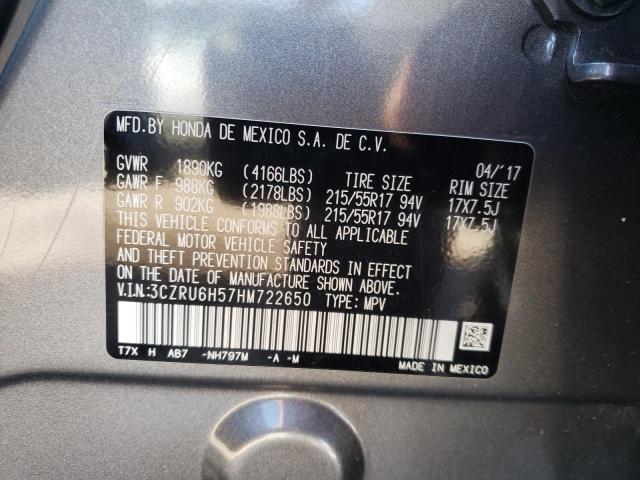 MFD.BY HONDA DE MEXICO S.A. DE C.V.
04/'17
GVWR 1890KG (4166LBS) TIRE SIZE RIM SIZE
GAWR F 988KG (2178LBS) 215/55R17 94V 17X7.5J
GAWR R 902KG (1988LBS) 215/55R17 94V 17X7.5J
THIS VEHICLE CONFORMS TO ALL APPLICABLE
FEDERAL MOTOR VEHICLE SAFETY
AND THEFT PREVENTION STANDARDS IN EFFECT
ON THE DATE OF MANUFACTURE SHOWN ABOVE.
V.I.N.:3CZRU6H57HM722650 TYPE: MPV
T7X H AB7 -NH797M -A -M
MADE IN MEXICO